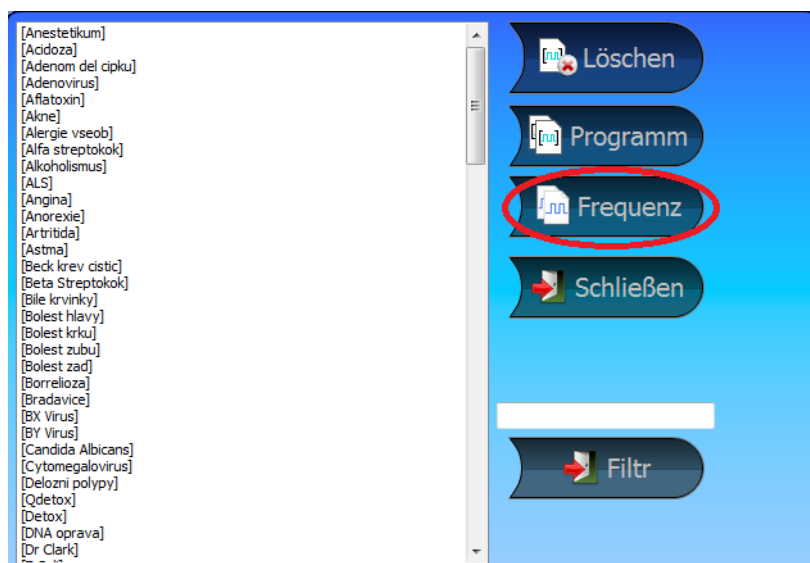 [Anestetikum]
[Acidoza]
[Adenom del cipku]
[Adenovirus]
[Aflatoxin]
[Akne]
[Alergie vseob]
[Alfa streptokok]
[Alkoholismus]
[ALS]
[Angina]
[Anorexie]
[Artritida]
[Astma]
[Beck krev cistic]
[Beta Streptokok]
[Bile krvinky]
[Bolest hlavy]
[Bolest krku]
[Bolest zubu]
[Bolest zad]
[Borrelioza]
[Bradavice]
[BX Virus]
[BY Virus]
[Candida Albicans]
[Cytomegalovirus]
[Delozni polypy]
[Qdetox]
[Detox]
[DNA oprava]
[Dr Clark]
Löschen
Programm
Frequenz
Schließen
Filtr